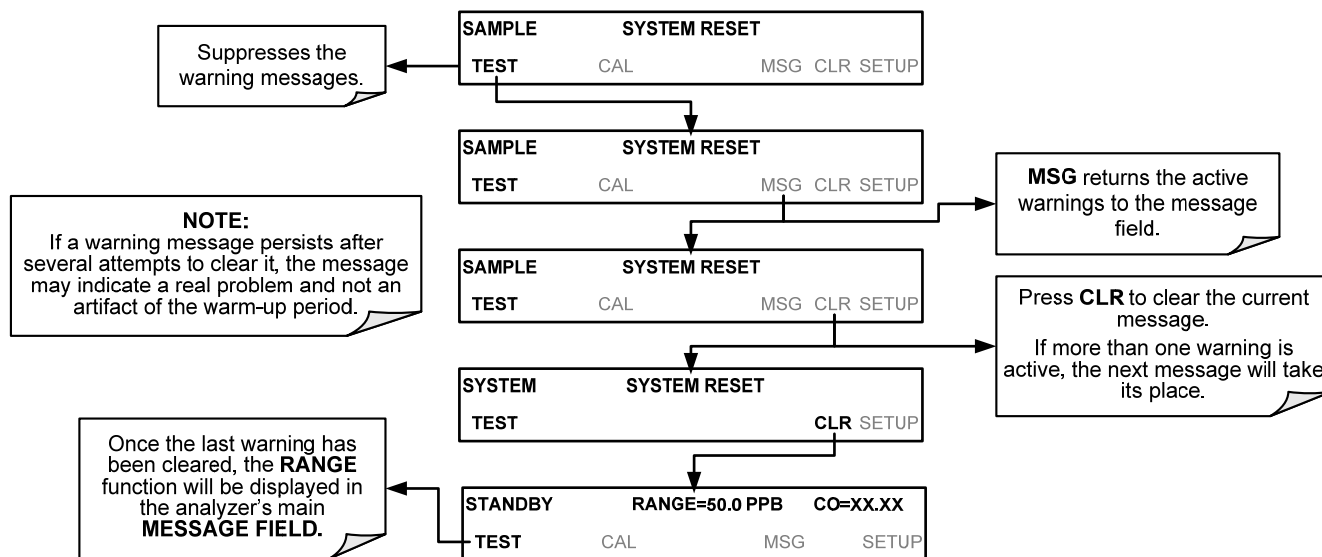 SAMPLE SYSTEM RESET
TEST CAL MSG CLR SETUP
Suppresses the
warning messages.
SAMPLE SYSTEM RESET
TEST CAL MSG CLR SETUP
MSG returns the active
warnings to the message
field.
NOTE:
If a warning message persists after
several attempts to clear it, the message
may indicate a real problem and not an
artifact of the warm-up period.
SAMPLE SYSTEM RESET
TEST CAL MSG CLR SETUP
Press CLR to clear the current
message.
If more than one warning is
active, the next message will take
its place.
SYSTEM SYSTEM RESET
TEST CLR SETUP
Once the last warning has
been cleared, the RANGE
function will be displayed in
the analyzer's main
MESSAGE FIELD.
STANDBY RANGE=50.0 PPB CO=XX.XX
TEST CAL MSG SETUP